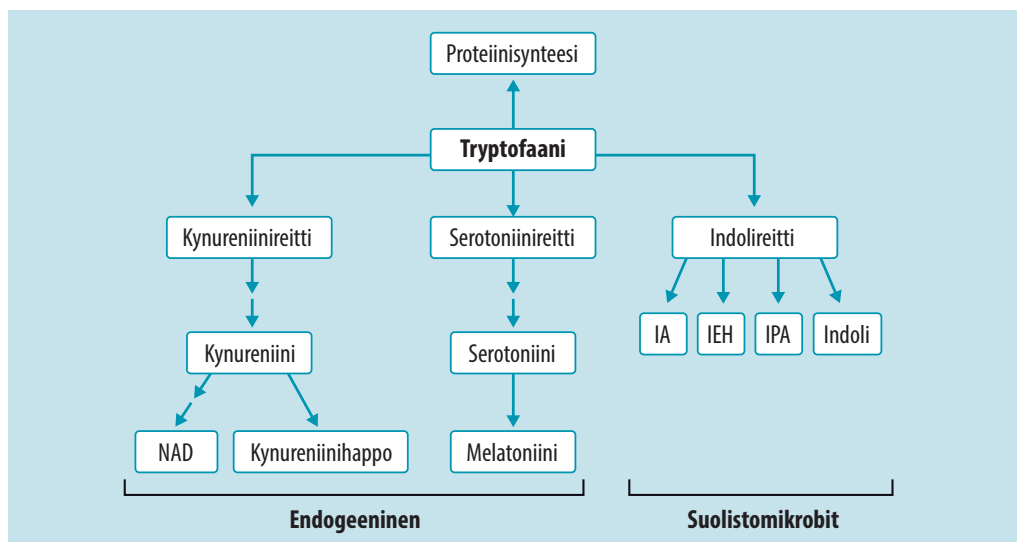 Proteiinisynteesi
Tryptofaani
Kynureniinireitti
Serotoniinireitti
Indolireitti
IA
IEH
IPA
Indoli
Kynureniini
Serotoniini
NAD
Kynureniinihappo
Melatoniini
Endogeeninen
Suolistomikrobit